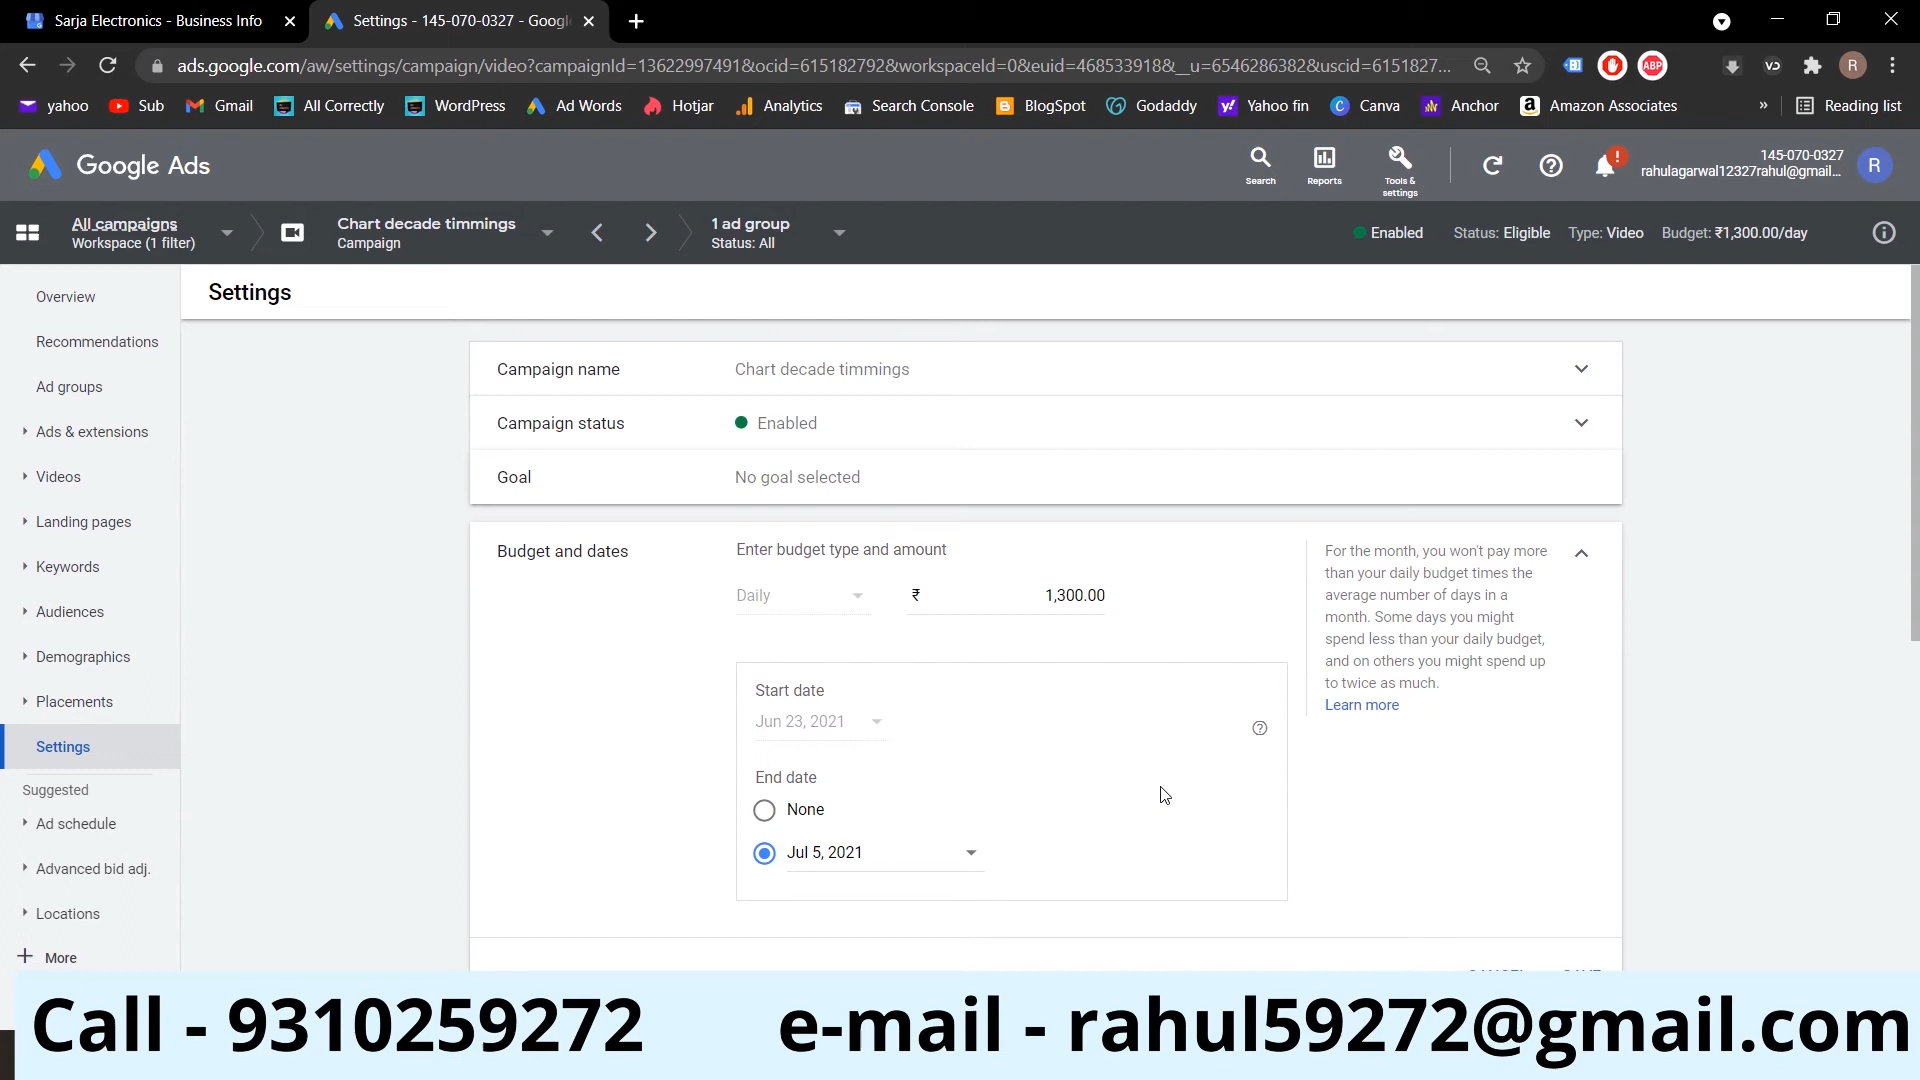 Sarja Electronics - Business Info
Settings - 145-070-0327 - Googl
ads.google.com/aw/settings/campaign/video?campaignId=13622997491&ocid=615182792&workspaceId=0&euid=468533918&__u=6546286382&uscid=6151827...
ABP
R
yahoo
Sub
Gmail
All Correctly
WordPress
Ad Words
Hotjar
Analytics
Search Console
BlogSpot
Godaddy
Yahoo fin
Canva
Anchor
Amazon Associates
»
Reading list
Google Ads
Search
Reports
Tools &
settings
145-070-0327
rahulagarwal12327rahul@gmail...
R
All campaigns
Workspace (1 filter)
Chart decade timmings
Campaign
1 ad group
Status: All
Enabled
Status: Eligible
Type: Video
Budget: ₹1,300.00/day
Overview
Recommendations
Ad groups
Ads & extensions
Videos
Landing pages
Keywords
Audiences
Demographics
Placements
Settings
Suggested
Ad schedule
Advanced bid adj.
Locations
More
Settings
Campaign name
Chart decade timmings
Campaign status
Enabled
Goal
No goal selected
Budget and dates
Enter budget type and amount
Daily
₹
1,300.00
Start date
Jun 23, 2021
End date
None
Jul 5, 2021
For the month, you won't pay more
than your daily budget times the
average number of days in a
month. Some days you might
spend less than your daily budget,
and on others you might spend up
to twice as much.
Learn more
Call - 9310259272
e-mail - rahul59272@gmail.com